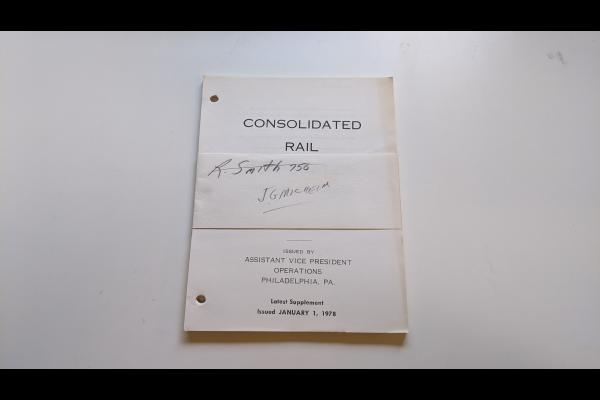 CONSOLIDATED
RAIL
R. Smith 750
J.G.
ISSUED BY
ASSISTANT VICE PRESIDENT
OPERATIONS
PHILADELPHIA, PA.
Latest Supplement
Issued JANUARY 1, 1978